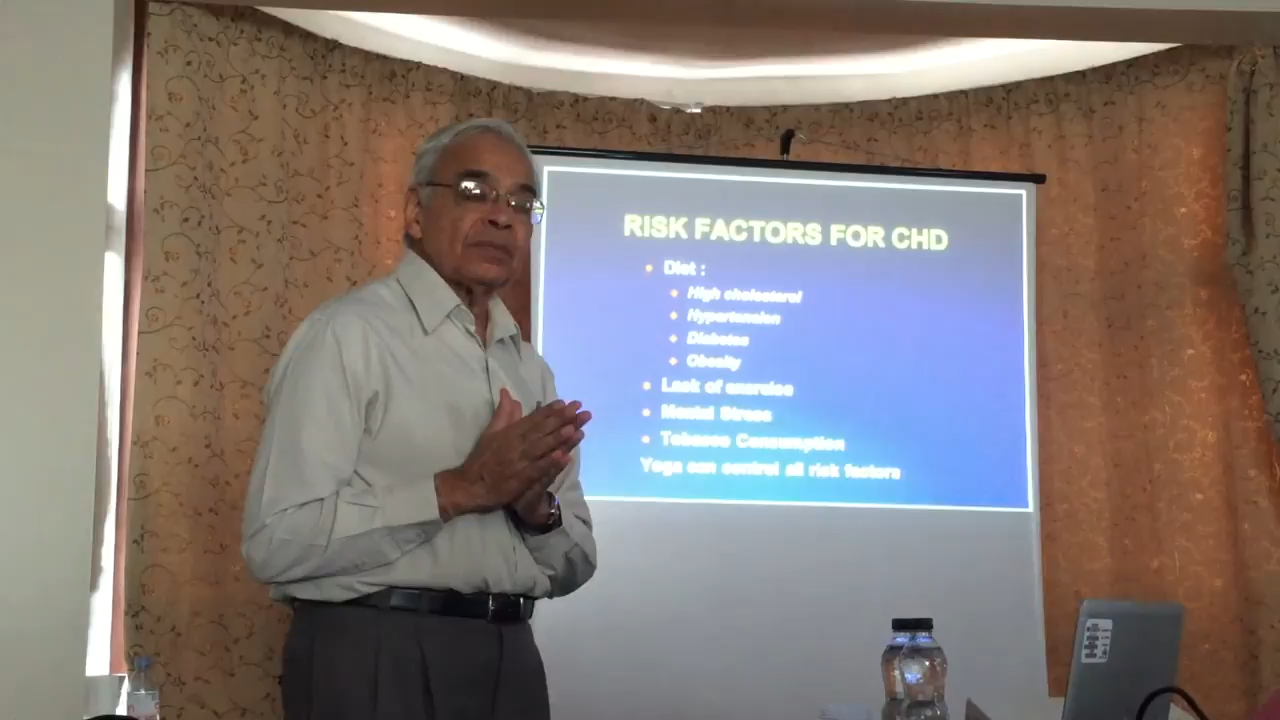 RISK FACTORS FOR CHD
• Diet :
• High cholesterol
• Hypertension
• Diabetes
• Obesity
• Lack of exercise
• Mental Stress
• Tobacco Consumption
Yoga can control all risk factors